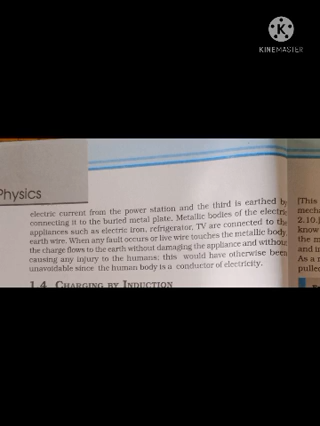 KINEMASTER
Physics
electric current from the power station and the third is earthed by
connecting it to the buried metal plate. Metallic bodies of the electric
appliances such as electric iron, refrigerator, TV are connected to the
earth wire. When any fault occurs or live wire touches the metallic body,
the charge flows to the earth without damaging the appliance and without
causing any injury to the humans; this would have otherwise been
unavoidable since the human body is a conductor of electricity.
1.4 CHARGING BY INDUCTION
[This
mecha
2.10.]
know
the m
and in
As a r
pulled